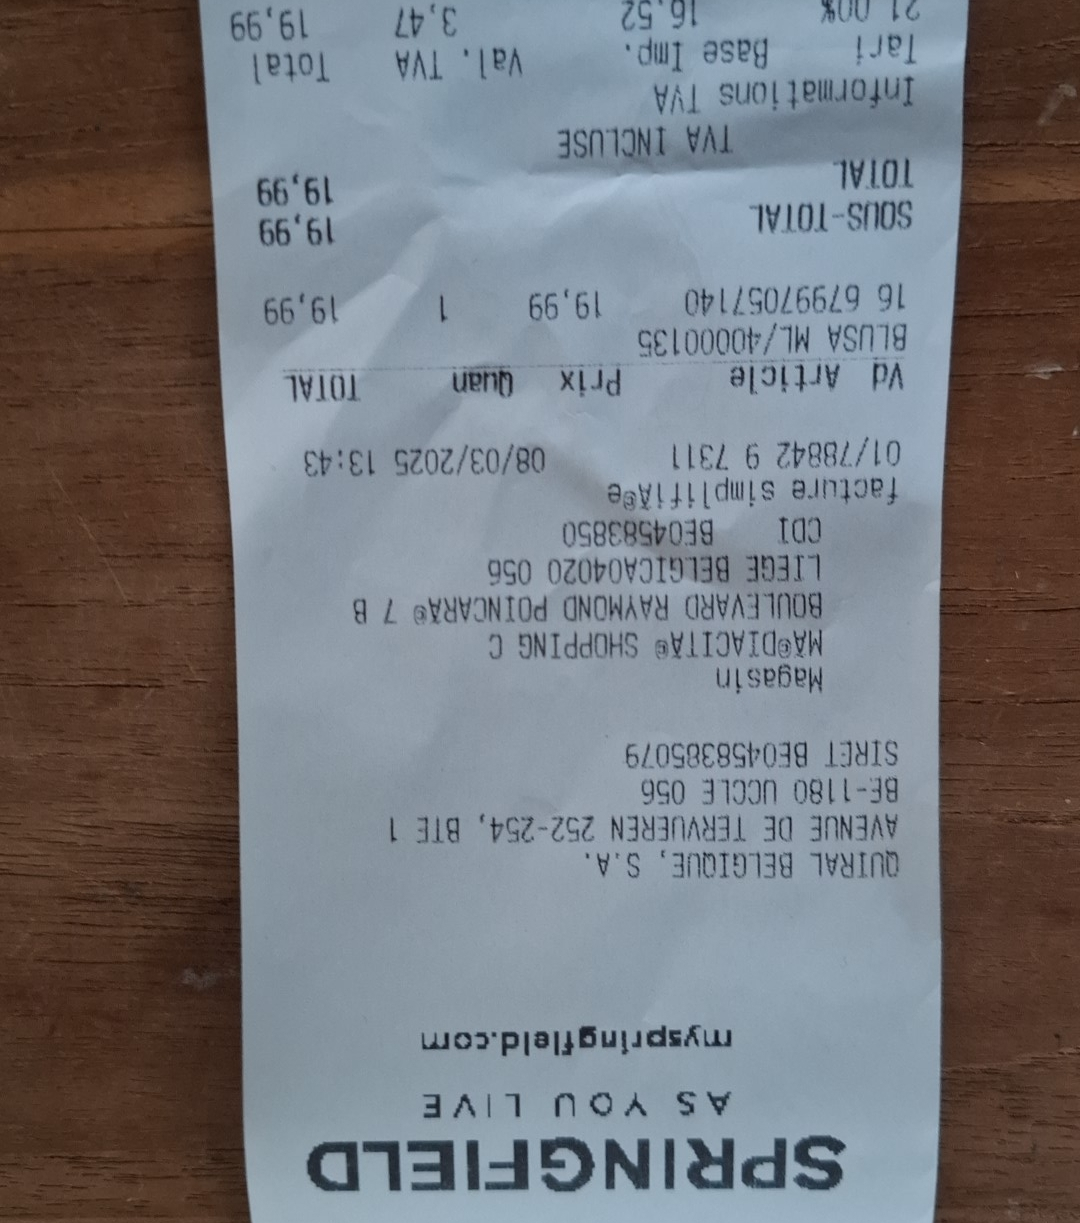 SPRINGFIELD
AS YOU LIVE
myspringfield.com
QUIRAL BELGIQUE, S.A.
AVENUE DE TERVUEREN 252-254, BTE 1
BE-1180 UCCLE 056
SIRET BE0458385079
Magasin
MÃ©DIACITÃ© SHOPPING C
BOULEVARD RAYMOND POINCARÃ© 7 B
LIEGE BELGICA04020 056
CDI BE04583850
facture simplifiÃ©e
01/78842 9 7311 08/03/2025 13:43
Vd Article Prix Quan TOTAL
BLUSA ML/40000135
16 67997057140 19,99 1 19,99
SOUS-TOTAL 19,99
TOTAL 19,99
TVA INCLUSE
Informations TVA
Tari Base Imp. Val. TVA Total
21.00% 16.52 3,47 19,99